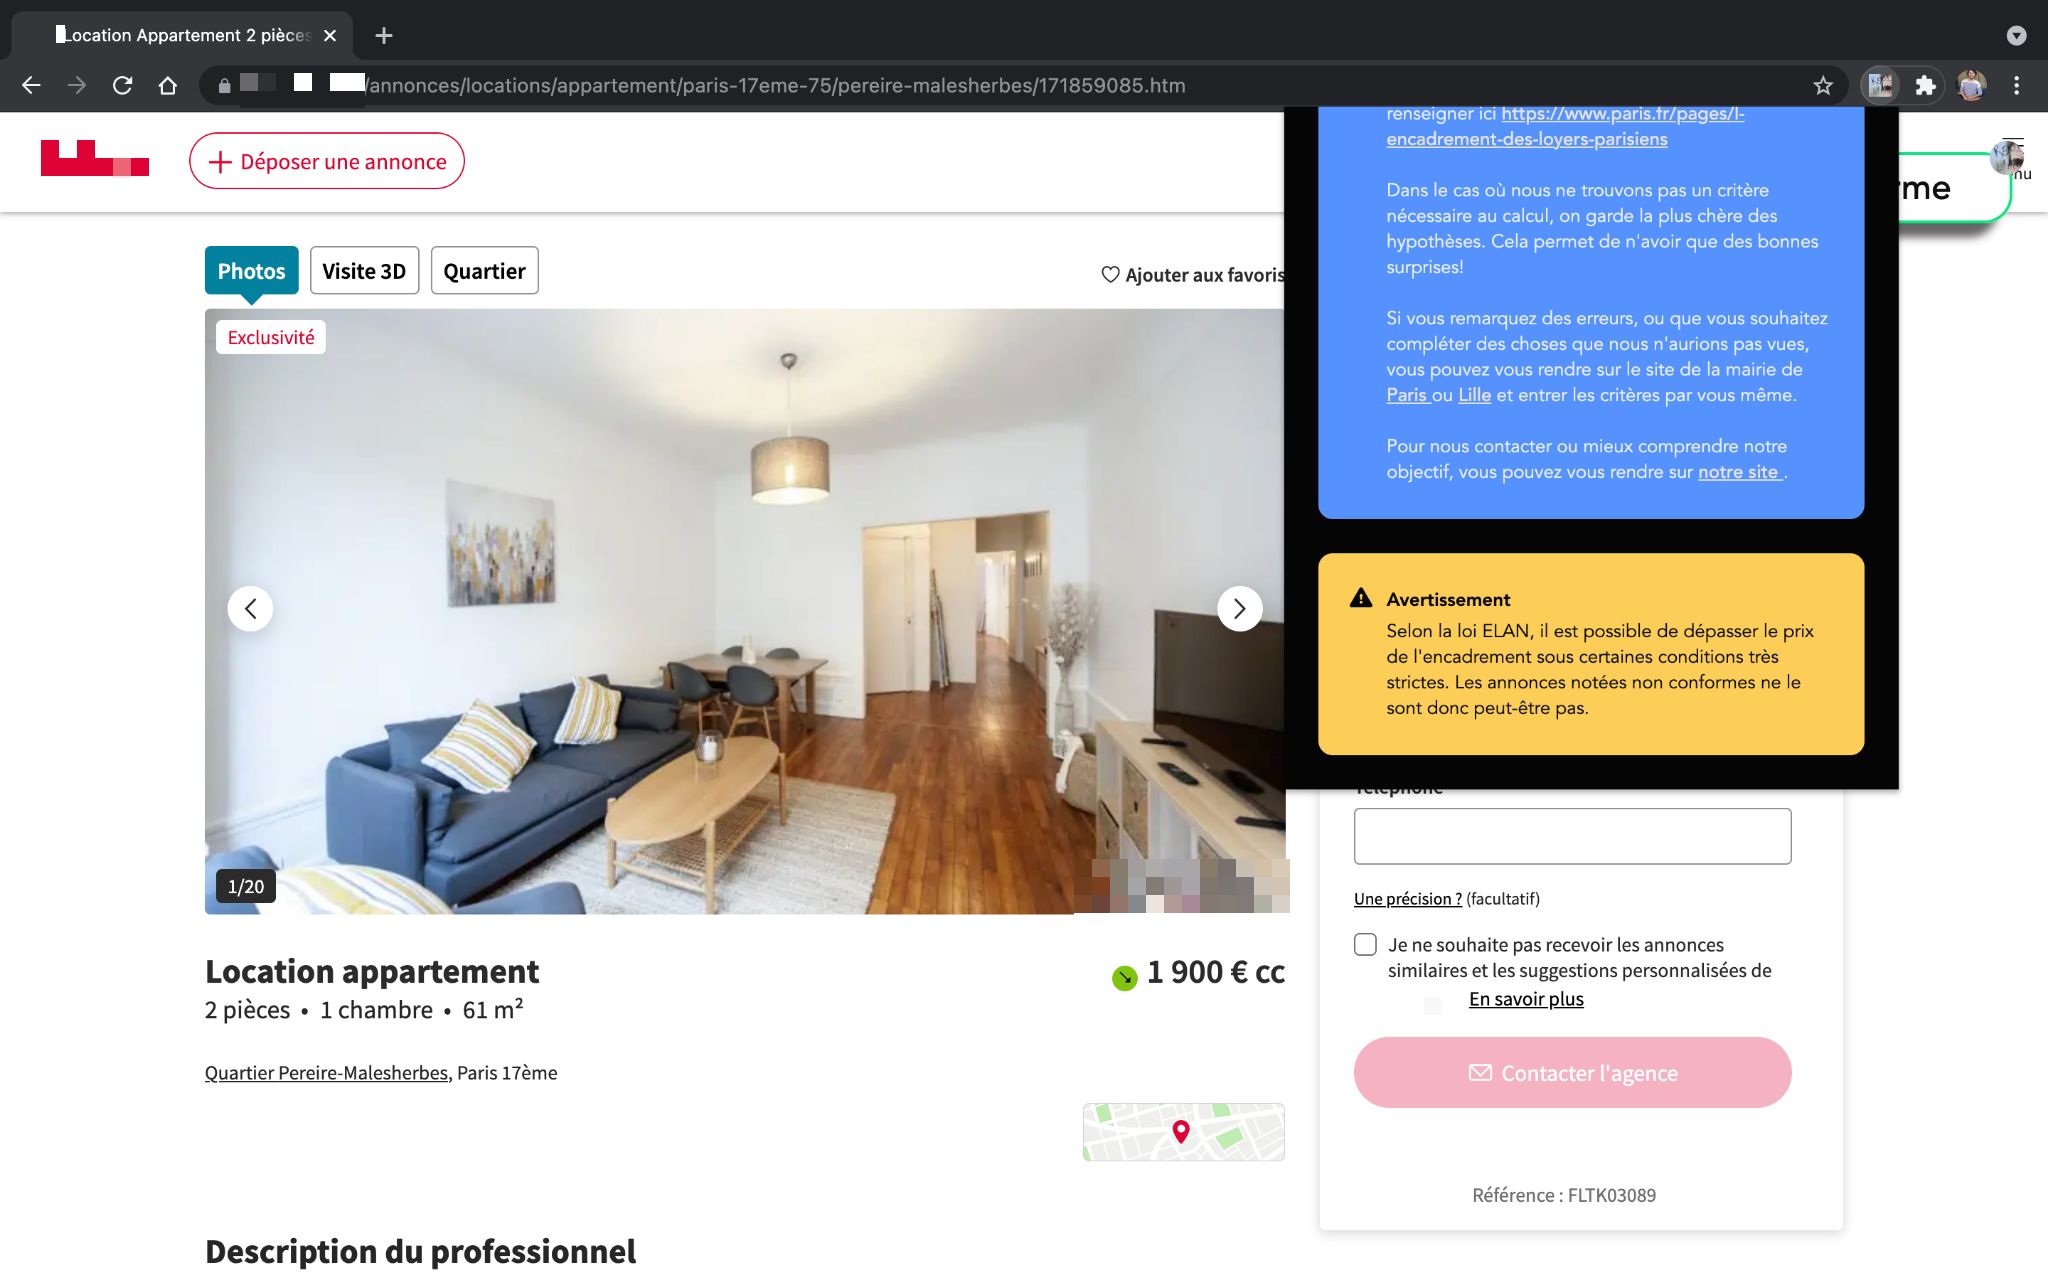 Location Appartement 2 pièces
/annonces/locations/appartement/paris-17eme-75/pereire-malesherbes/171859085.htm
Déposer une annonce
Photos
Visite 3D
Quartier
Ajouter aux favoris
Exclusivité
1/20
Location appartement
1 900 € cc
2 pièces • 1 chambre • 61 m²
Quartier Pereire-Malesherbes, Paris 17ème
Description du professionnel
renseigner ici https://www.paris.fr/pages/l-
encadrement-des-loyers-parisiens
Dans le cas où nous ne trouvons pas un critère
nécessaire au calcul, on garde la plus chère des
hypothèses. Cela permet de n'avoir que des bonnes
surprises!
Si vous remarquez des erreurs, ou que vous souhaitez
compléter des choses que nous n'aurions pas vues,
vous pouvez vous rendre sur le site de la mairie de
Paris ou Lille et entrer les critères par vous même.
Pour nous contacter ou mieux comprendre notre
objectif, vous pouvez vous rendre sur notre site .
Avertissement
Selon la loi ELAN, il est possible de dépasser le prix
de l'encadrement sous certaines conditions très
strictes. Les annonces notées non conformes ne le
sont donc peut-être pas.
rme
nu
Téléphone
Une précision ? (facultatif)
Je ne souhaite pas recevoir les annonces
similaires et les suggestions personnalisées de
En savoir plus
Contacter l'agence
Référence : FLTK03089